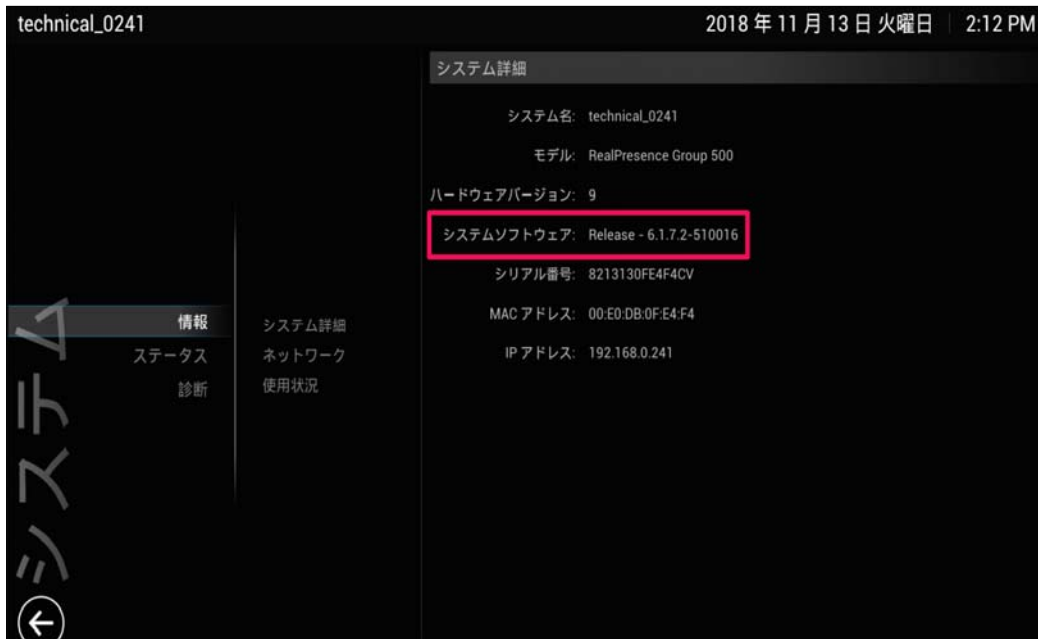 technical_0241
2018 年 11 月 13 日 火曜日 2:12 PM
システム詳細
システム名: technical_0241
モデル: RealPresence Group 500
ハードウェアバージョン: 9
システムソフトウェア: Release - 6.1.7.2-510016
シリアル番号: 8213130FE4F4CV
MAC アドレス: 00:E0:DB:0F:E4:F4
IP アドレス: 192.168.0.241
システム
情報
ステータス
診断
システム詳細
ネットワーク
使用状況